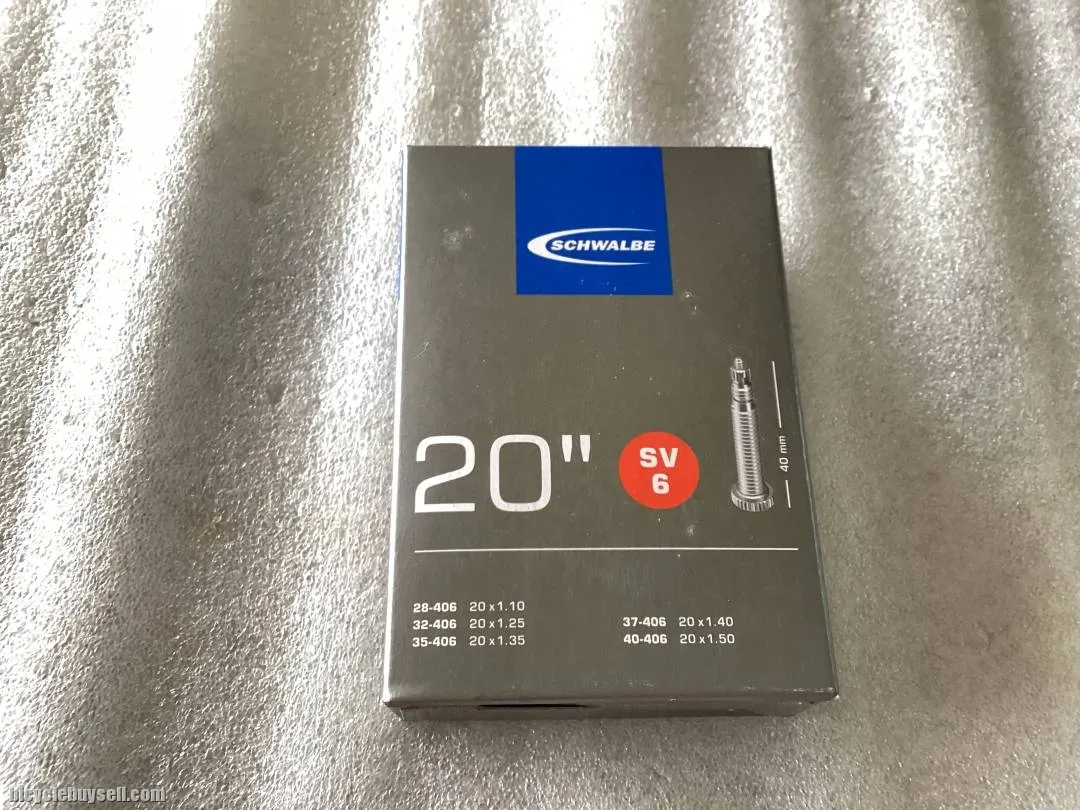 SCHWALBE
20"
SV
6
40 mm
28-406 20 x 1.10
32-406 20 x 1.25
35-406 20 x 1.35
37-406 20 x 1.40
40-406 20 x 1.50
bicyclebuysell.com